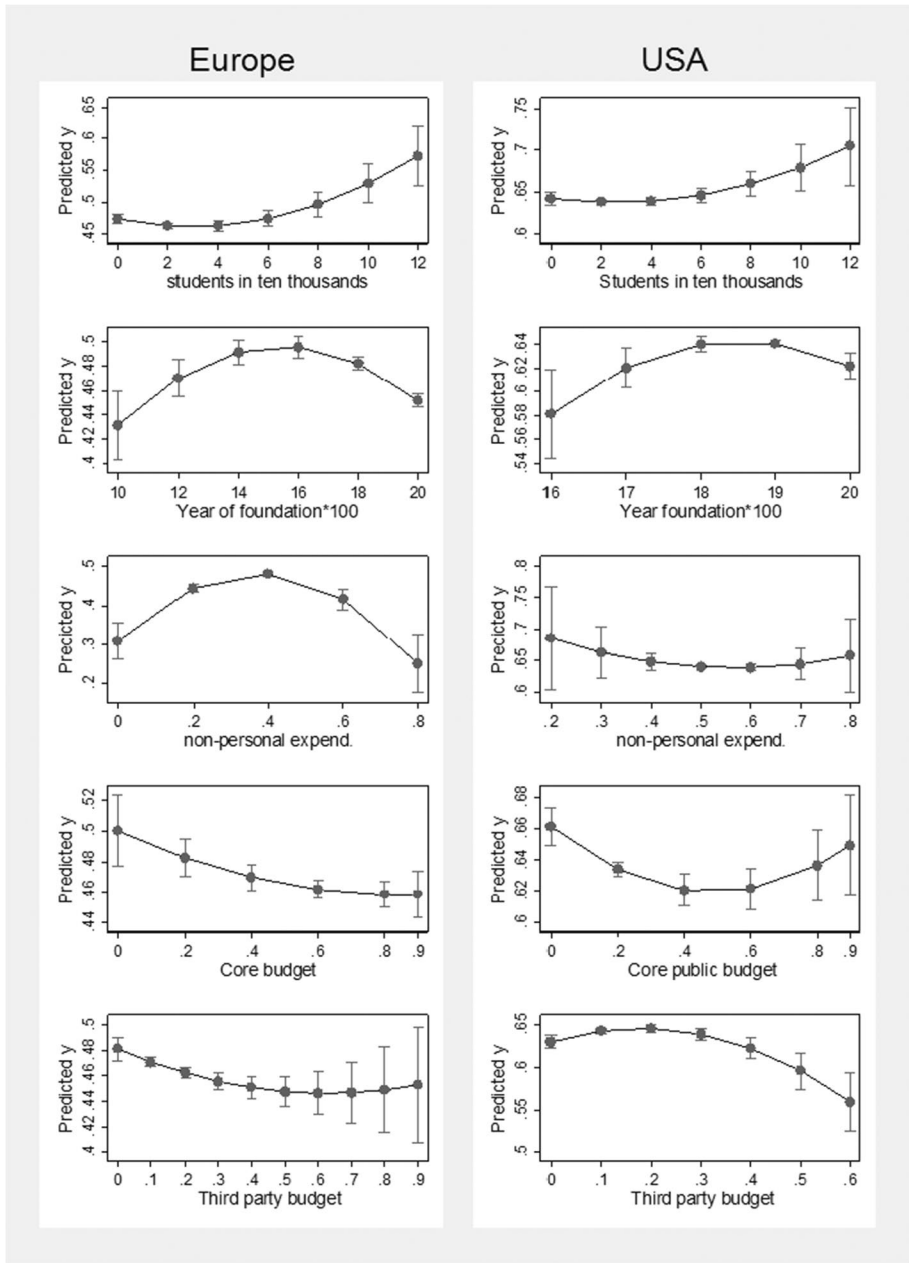 Europe
USA
Predicted y
.45 .5 .55 .6 .65
0 2 4 6 8 10 12
students in ten thousands
Predicted y
.6 .65 .7 .75
0 2 4 6 8 10 12
Students in ten thousands
Predicted y
.4 .42 .44 .46 .48 .5
10 12 14 16 18 20
Year of foundation*100
Predicted y
.54 .56 .58 .6 .62 .64
16 17 18 19 20
Year foundation*100
Precicted y
.2 .3 .4 .5
0 .2 .4 .6 .8
non-personal expend.
Predicted y
.6 .65 .7 .75 .8
.2 .3 .4 .5 .6 .7 .8
non-personal expend.
Predicted y
.44 .46 .48 .5 .52
0 .2 .4 .6 .8 .9
Core budget
Predicted y
.6 .62 .64 .66 .68
0 .2 .4 .6 .8 .9
Core public budget
Predicted y
.4 .42 .44 .46 .48 .5
0 .1 .2 .3 .4 .5 .6 .7 .8 .9
Third party budget
Predicted y
.5 .55 .6 .65
0 .1 .2 .3 .4 .5 .6
Third party budget